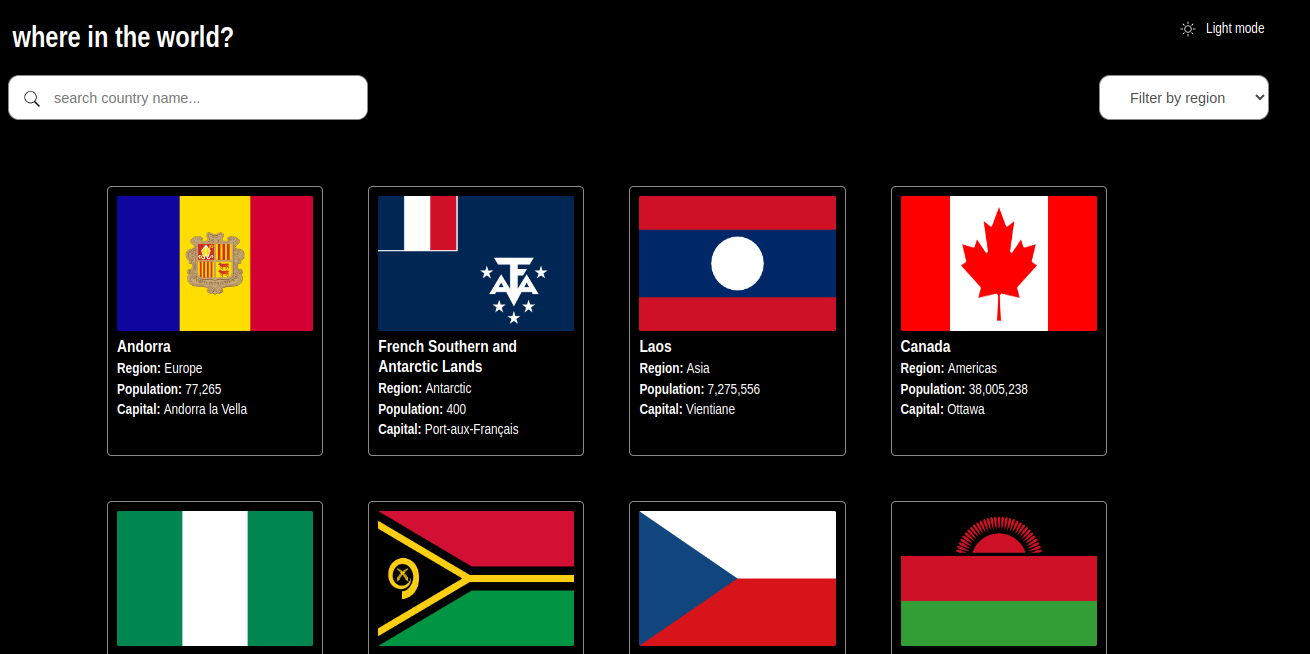 where in the world?
Light mode
search country name...
Filter by region
Andorra
Region: Europe
Population: 77,265
Capital: Andorra la Vella
French Southern and
Antarctic Lands
Region: Antarctic
Population: 400
Capital: Port-aux-Français
Laos
Region: Asia
Population: 7,275,556
Capital: Vientiane
Canada
Region: Americas
Population: 38,005,238
Capital: Ottawa